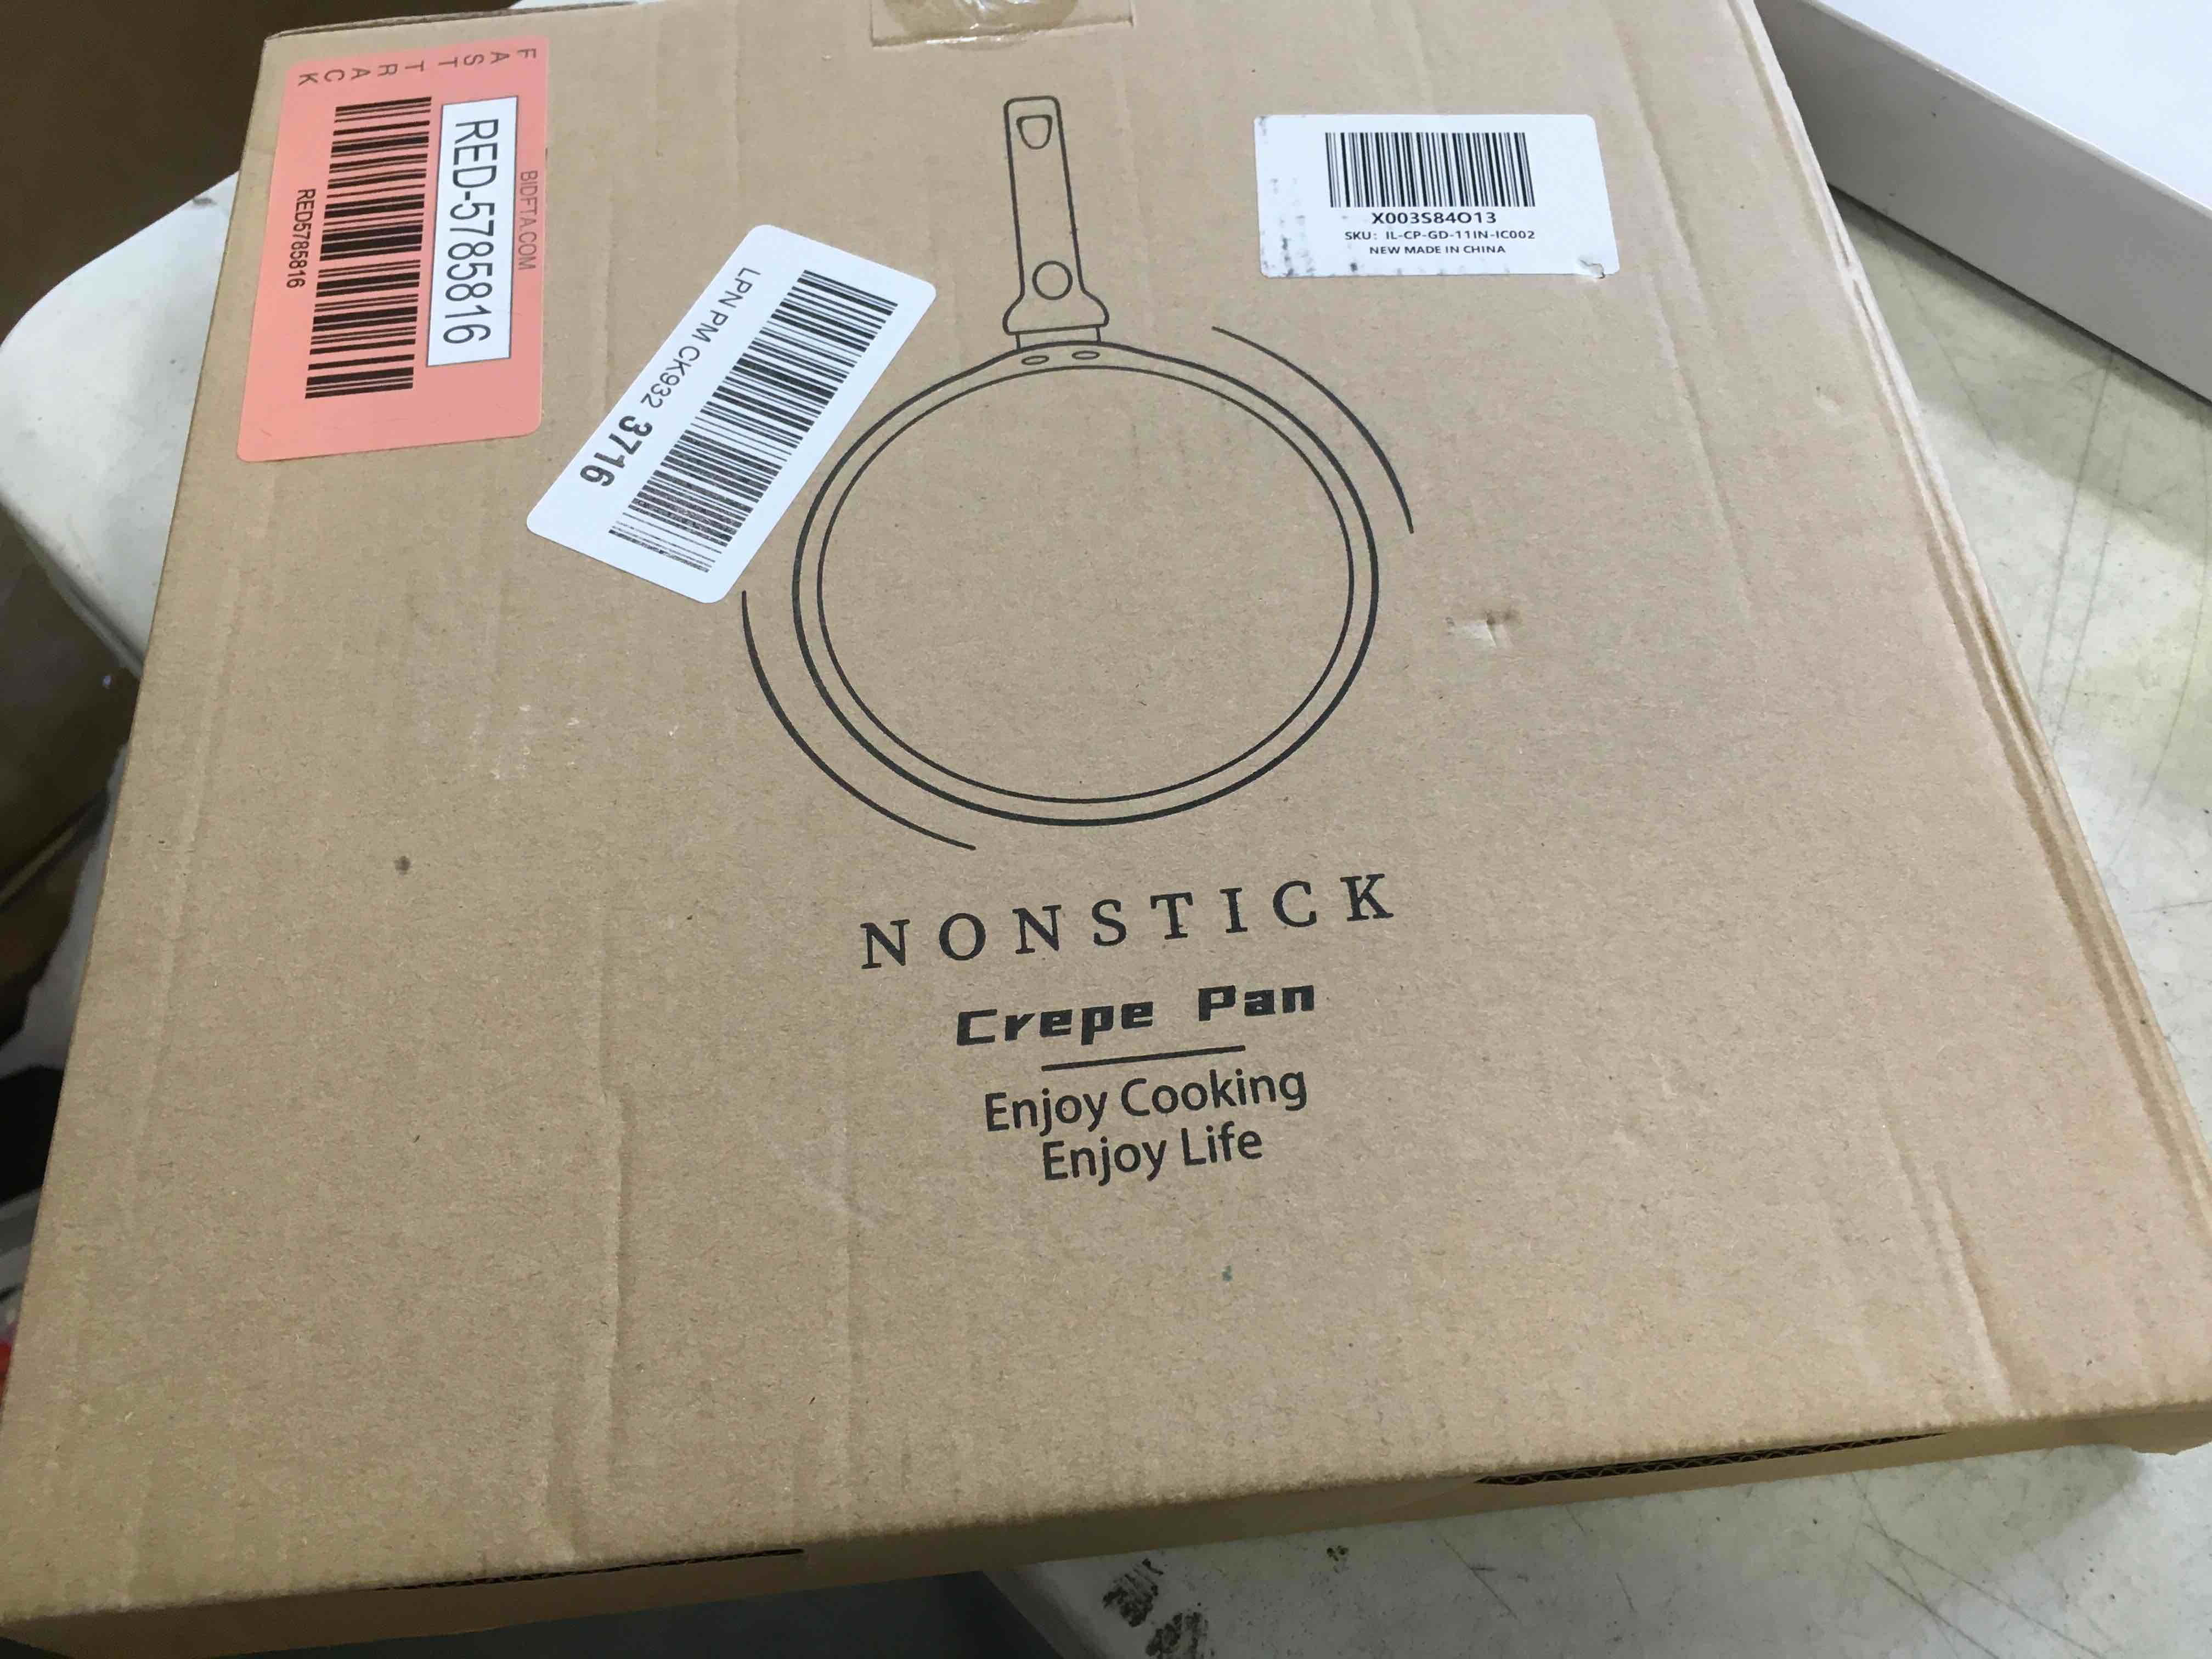 FAST TRACK
BIDFTA.COM
RED-5785816
RED5785816
LPN PM CK932 3716
X003S84O13
SKU: IL-CP-GD-11IN-IC002
NEW MADE IN CHINA
NONSTICK
Crepe Pan
Enjoy Cooking
Enjoy Life